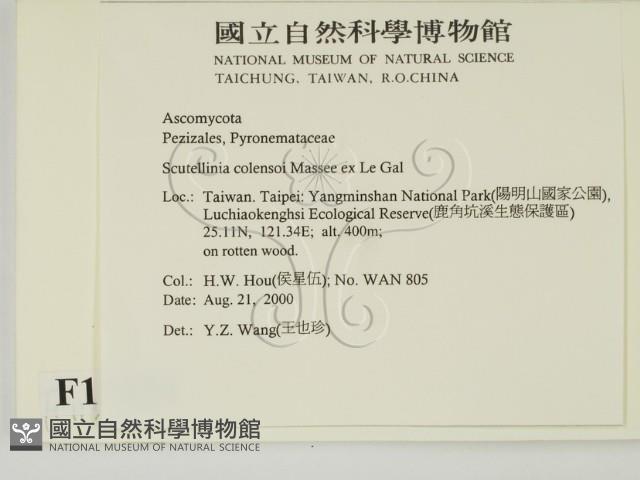 國立自然科學博物館
NATIONAL MUSEUM OF NATURAL SCIENCE
TAICHUNG, TAIWAN, R.O.CHINA
Ascomycota
Pezizales, Pyronemataceae
Scutellinia colensoi Massee ex Le Gal
Loc.: Taiwan. Taipei: Yangminshan National Park(陽明山國家公園),
Luchiaokenghsi Ecological Reserve(鹿角坑溪生態保護區)
25.11N, 121.34E; alt. 400m;
on rotten wood.
Col.: H.W. Hou(侯星伍); No. WAN 805
Date: Aug. 21, 2000
Det.: Y.Z. Wang(王也珍)
F1
國立自然科學博物館
NATIONAL MUSEUM OF NATURAL SCIENCE